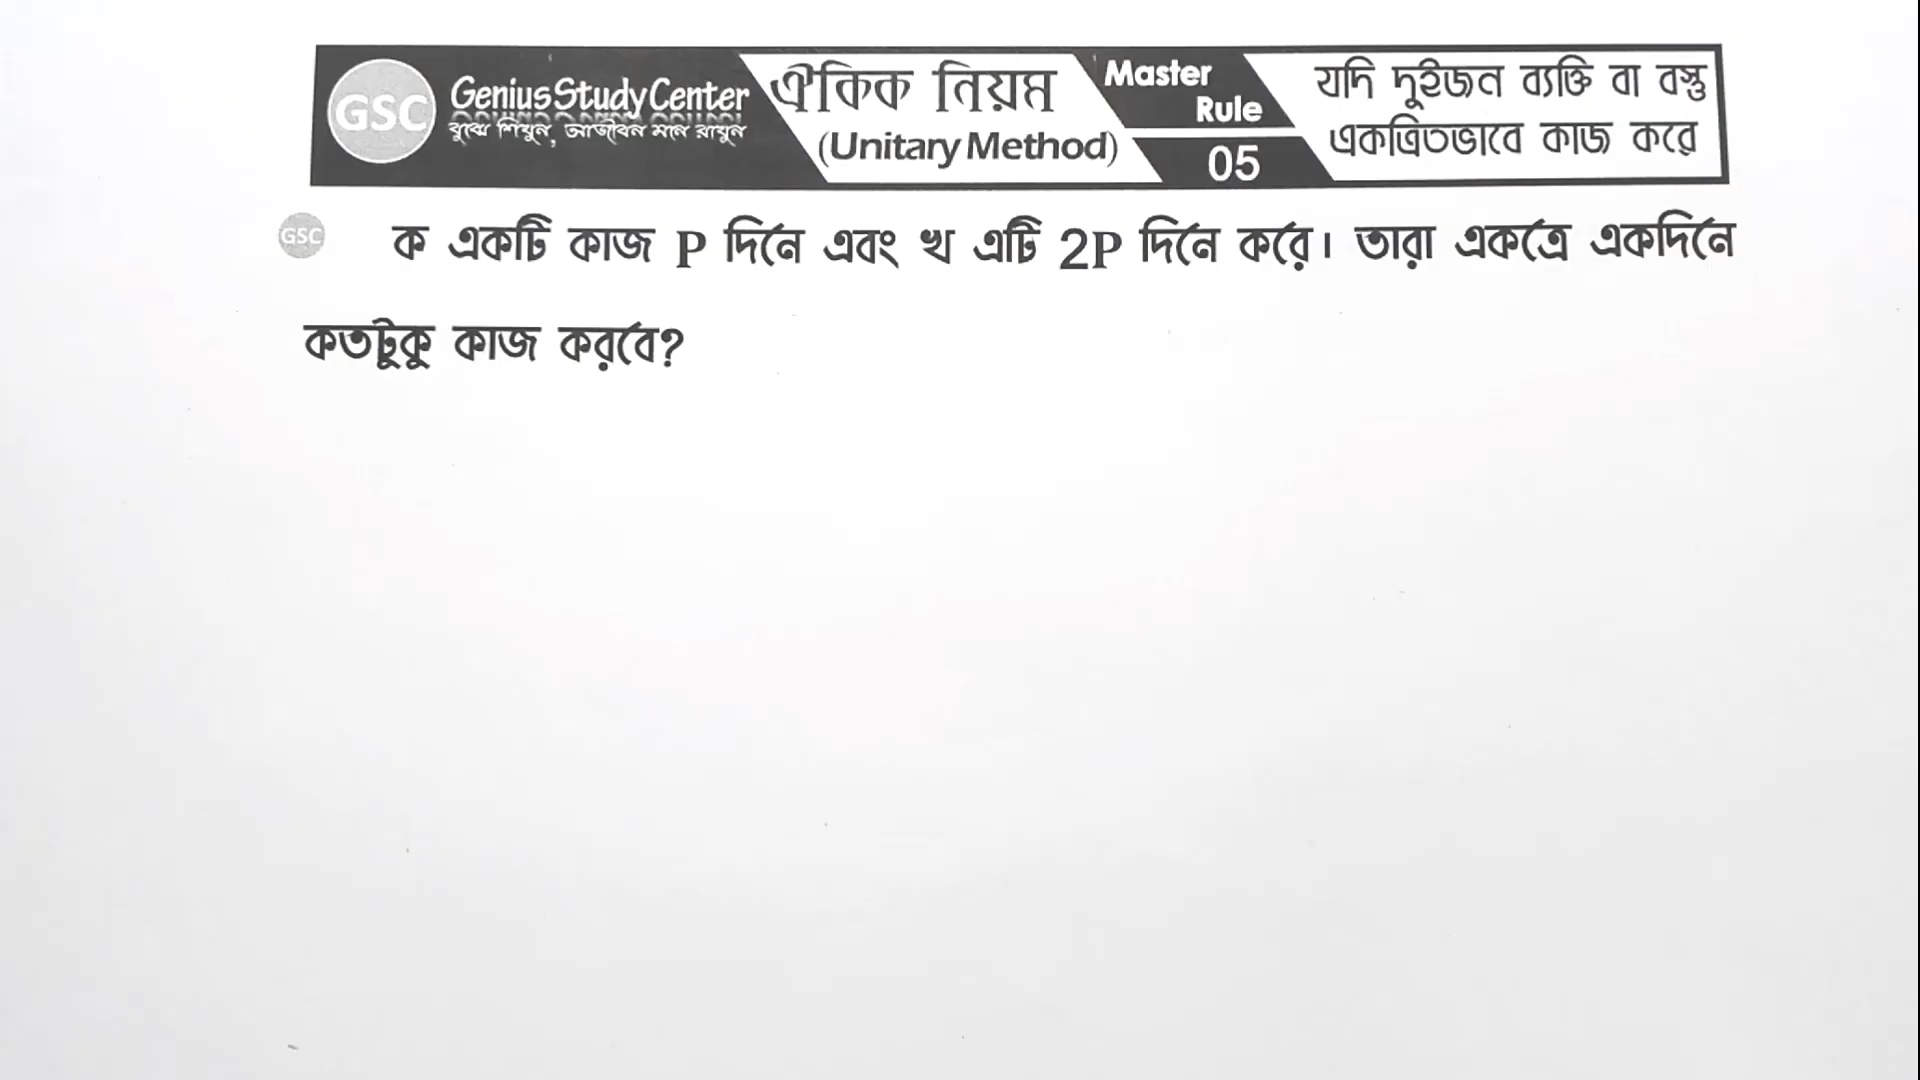 GSC Genius Study Center
বুঝে শিখুন, আজীবন মনে রাখুন
ঐকিক নিয়ম
(Unitary Method)
Master
Rule
05
যদি দুইজন ব্যক্তি বা বস্তু
একত্রিতভাবে কাজ করে
GSC ক একটি কাজ P দিনে এবং খ এটি 2P দিনে করে। তারা একত্রে একদিনে
কতটুকু কাজ করবে?